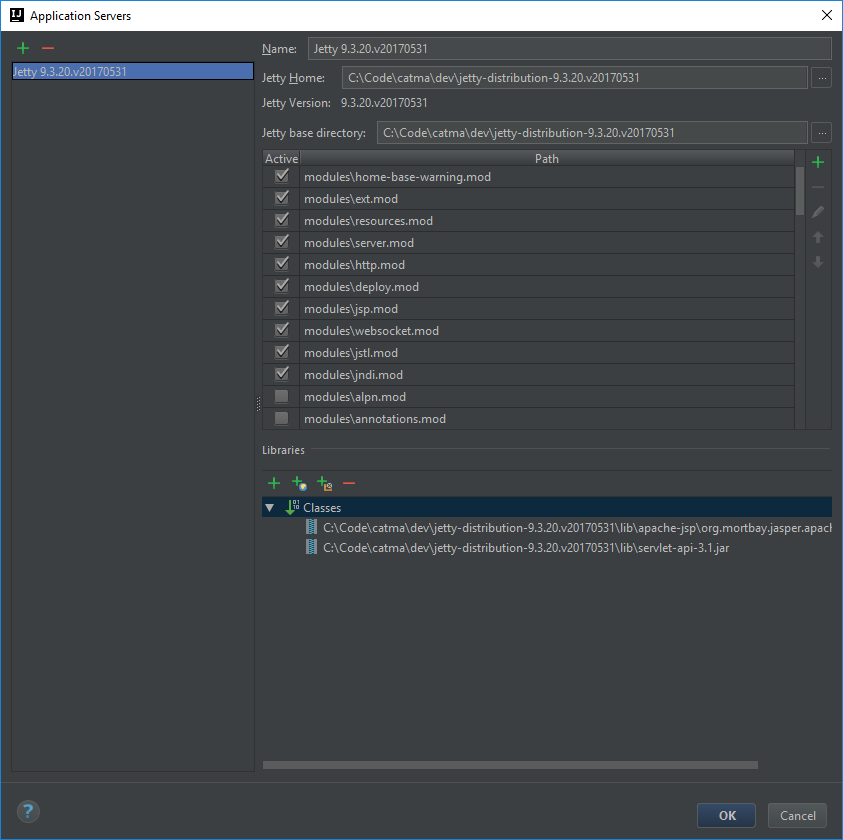 Application Servers
Jetty 9.3.20.v20170531
Name: Jetty 9.3.20.v20170531
Jetty Home: C:\Code\catma\dev\jetty-distribution-9.3.20.v20170531 ...
Jetty Version: 9.3.20.v20170531
Jetty base directory: C:\Code\catma\dev\jetty-distribution-9.3.20.v20170531 ...
Active Path
modules\home-base-warning.mod
modules\ext.mod
modules\resources.mod
modules\server.mod
modules\http.mod
modules\deploy.mod
modules\jsp.mod
modules\websocket.mod
modules\jstl.mod
modules\jndi.mod
modules\alpn.mod
modules\annotations.mod
Libraries
Classes
C:\Code\catma\dev\jetty-distribution-9.3.20.v20170531\lib\apache-jsp\org.mortbay.jasper.apach
C:\Code\catma\dev\jetty-distribution-9.3.20.v20170531\lib\servlet-api-3.1.jar
? OK Cancel